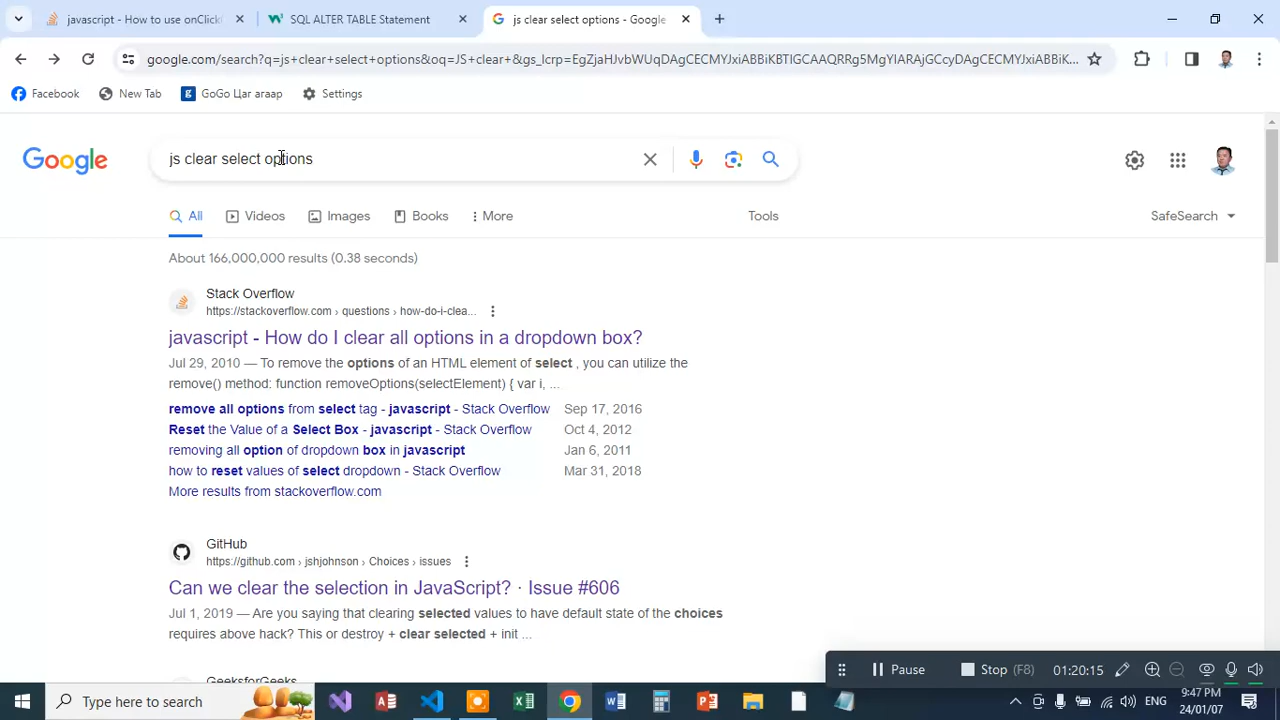 javascript - How to use onClick
SQL ALTER TABLE Statement
js clear select options - Google
google.com/search?q=js+clear+select+options&oq=JS+clear+&gs_lcrp=EgZjaHJvbWUqDAgCECMYJxiABBiKBTIGCAAQRRg5MgYIARAjGCcyDAgCECMYJxiABBiKBTIMCAMQIxgnGIAEGIoFMg...
Facebook
New Tab
GoGo Цаг агаар
Settings
Google
js clear select options
All
Videos
Images
Books
More
Tools
SafeSearch
About 166,000,000 results (0.38 seconds)
Stack Overflow
https://stackoverflow.com › questions › how-do-i-clea...
javascript - How do I clear all options in a dropdown box?
Jul 29, 2010 — To remove the options of an HTML element of select , you can utilize the
remove() method: function removeOptions(selectElement) { var i, ...
remove all options from select tag - javascript - Stack Overflow Sep 17, 2016
Reset the Value of a Select Box - javascript - Stack Overflow Oct 4, 2012
removing all option of dropdown box in javascript Jan 6, 2011
how to reset values of select dropdown - Stack Overflow Mar 31, 2018
More results from stackoverflow.com
GitHub
https://github.com › jshjohnson › Choices › issues
Can we clear the selection in JavaScript? · Issue #606
Jul 1, 2019 — Are you saying that clearing selected values to have default state of the choices
requires above hack? This or destroy + clear selected + init ...
GeeksforGeeks
Pause
Stop (F8)
01:20:15
Type here to search
ENG
9:47 PM
24/01/07